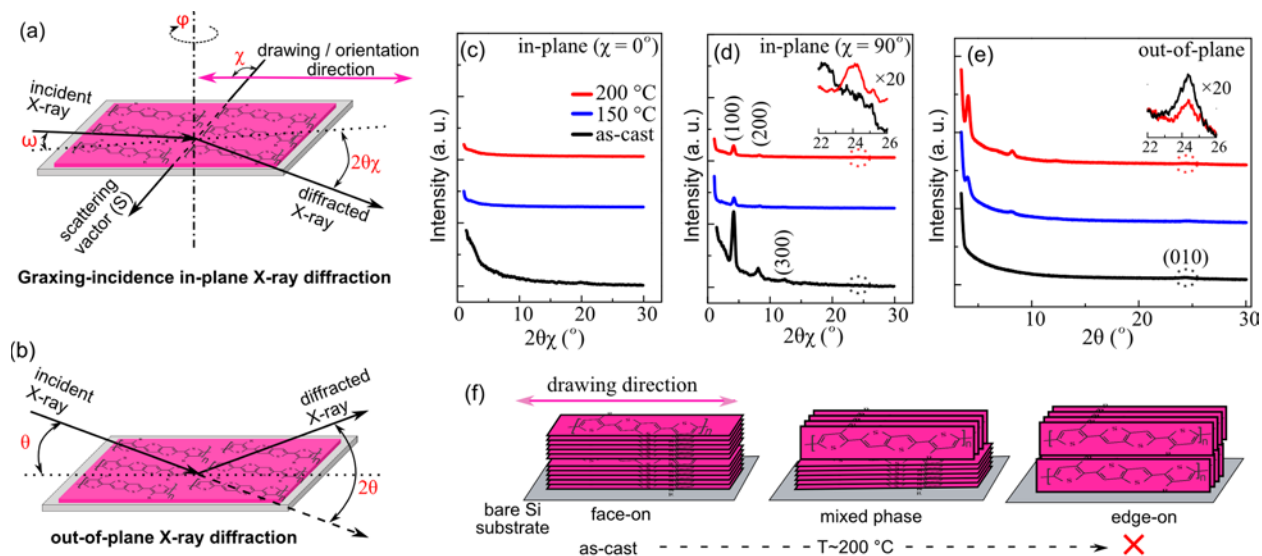 (a)
φ
χ
drawing / orientation
direction
incident
X-ray
ω
2θχ
scattering
vactor (S)
diffracted
X-ray
Graxing-incidence in-plane X-ray diffraction
(b)
incident
X-ray
diffracted
X-ray
θ
2θ
out-of-plane X-ray diffraction
(c)
in-plane (χ = 0°)
200 °C
150 °C
as-cast
Intensity (a. u.)
0 10 20 30
2θχ (°)
(d)
in-plane (χ = 90°)
×20
22 24 26
(100)
(200)
(300)
Intensity (a. u.)
0 10 20 30
2θχ (°)
(e)
out-of-plane
×20
22 24 26
(010)
Intensity (a. u.)
10 20 30
2θ (°)
(f)
drawing direction
bare Si
substrate
face-on
mixed phase
edge-on
as-cast
T~200 °C